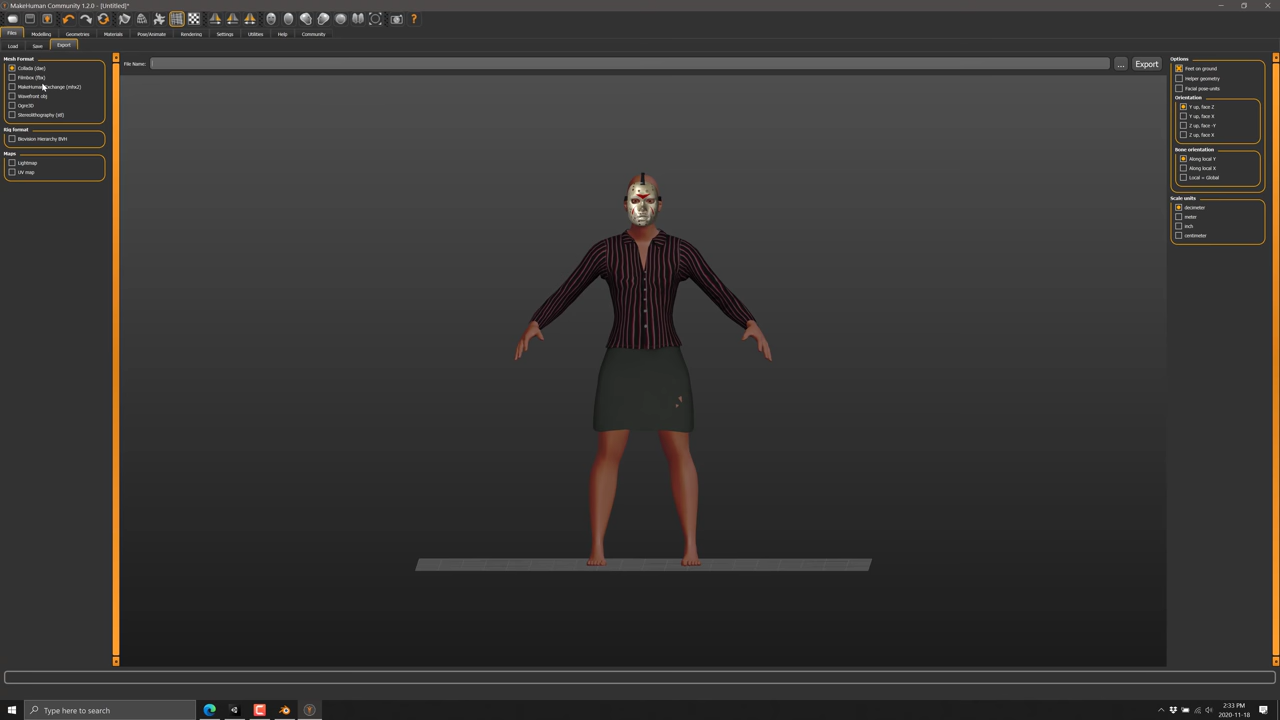 MakeHuman Community 1.2.0 - [Untitled]*
Files
Modelling
Geometries
Materials
Pose/Animate
Rendering
Settings
Utilities
Help
Community
Load
Save
Export
Mesh Format
Collada (dae)
Filmbox (fbx)
MakeHuman Exchange (mhx2)
Wavefront obj
Ogre3D
Stereolithography (stl)
Rig format
Biovision Hierarchy BVH
Maps
Lightmap
UV map
File Name:
...
Export
Options
Feet on ground
Helper geometry
Facial pose-units
Orientation
Y up, face Z
Y up, face X
Z up, face -Y
Z up, face X
Bone orientation
Along local Y
Along local X
Local = Global
Scale units
decimeter
meter
inch
centimeter
Type here to search
2:33 PM
2020-11-18